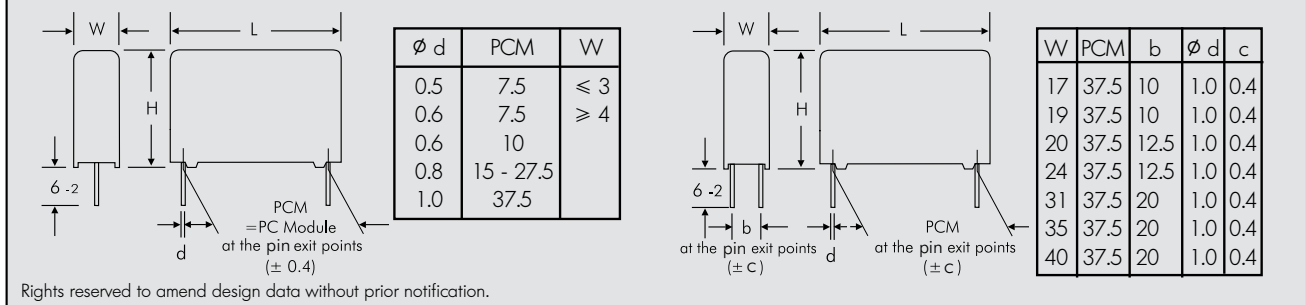 W
L
H
6 -2
d
PCM
=PC Module
at the pin exit points
(± 0.4)
Ø d PCM W
0.5 7.5 ≤ 3
0.6 7.5 ≥ 4
0.6 10
0.8 15 - 27.5
1.0 37.5
W
L
H
6 -2
b
at the pin exit points
(± c)
d
PCM
at the pin exit points
(± c)
W PCM b Ø d c
17 37.5 10 1.0 0.4
19 37.5 10 1.0 0.4
20 37.5 12.5 1.0 0.4
24 37.5 12.5 1.0 0.4
31 37.5 20 1.0 0.4
35 37.5 20 1.0 0.4
40 37.5 20 1.0 0.4
Rights reserved to amend design data without prior notification.